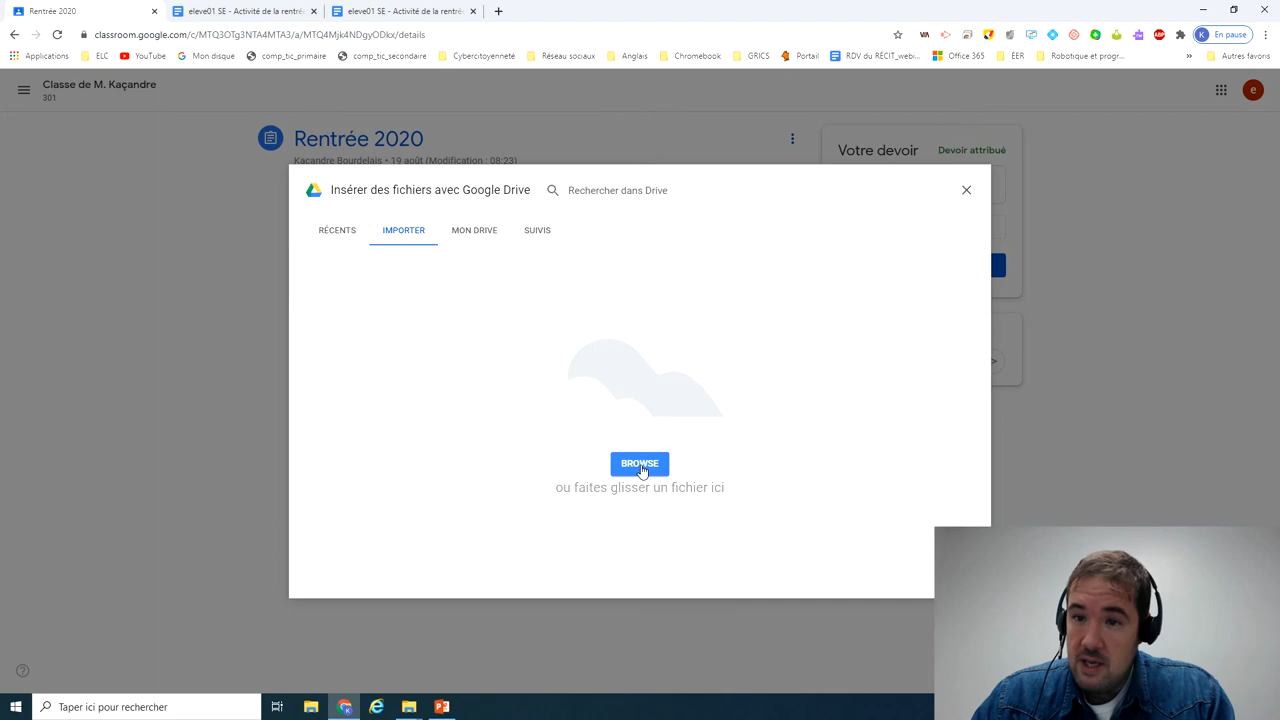 Rentrée 2020
eleve01 SE - Activité de la rentrée
eleve01 SE - Activité de la rentré
classroom.google.com/c/MTQ3OTg3NTA4MTA3/a/MTQ4Mjk4NDgyODkx/details
En pause
Applications
ELC
YouTube
Mon disque
comp_tic_primaire
comp_tic_secondaire
Cybercitoyenneté
Réseau sociaux
Anglais
Chromebook
GRICS
Portail
RDV du RÉCIT_webi...
Office 365
ÉER
Robotique et progr...
Autres favoris
Classe de M. Kaçandre
301
Rentrée 2020
Kacandre Bourdelais • 19 août (Modification : 08:23)
Votre devoir
Devoir attribué
Insérer des fichiers avec Google Drive
Rechercher dans Drive
RÉCENTS
IMPORTER
MON DRIVE
SUIVIS
BROWSE
ou faites glisser un fichier ici
Taper ici pour rechercher